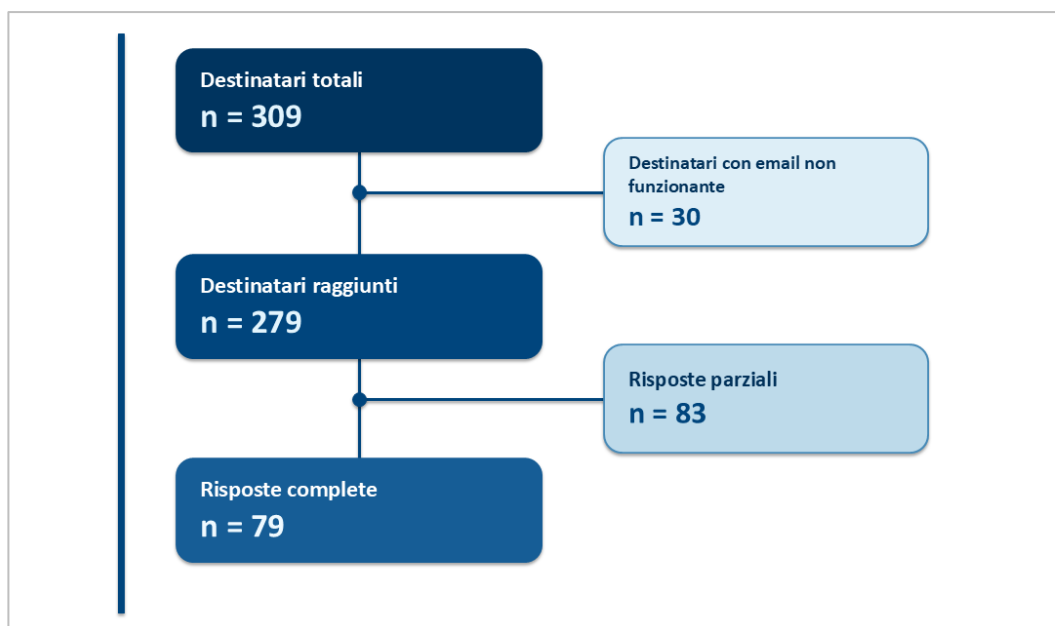 Destinatari totali
n = 309
Destinatari con email non
funzionante
n = 30
Destinatari raggiunti
n = 279
Risposte parziali
n = 83
Risposte complete
n = 79